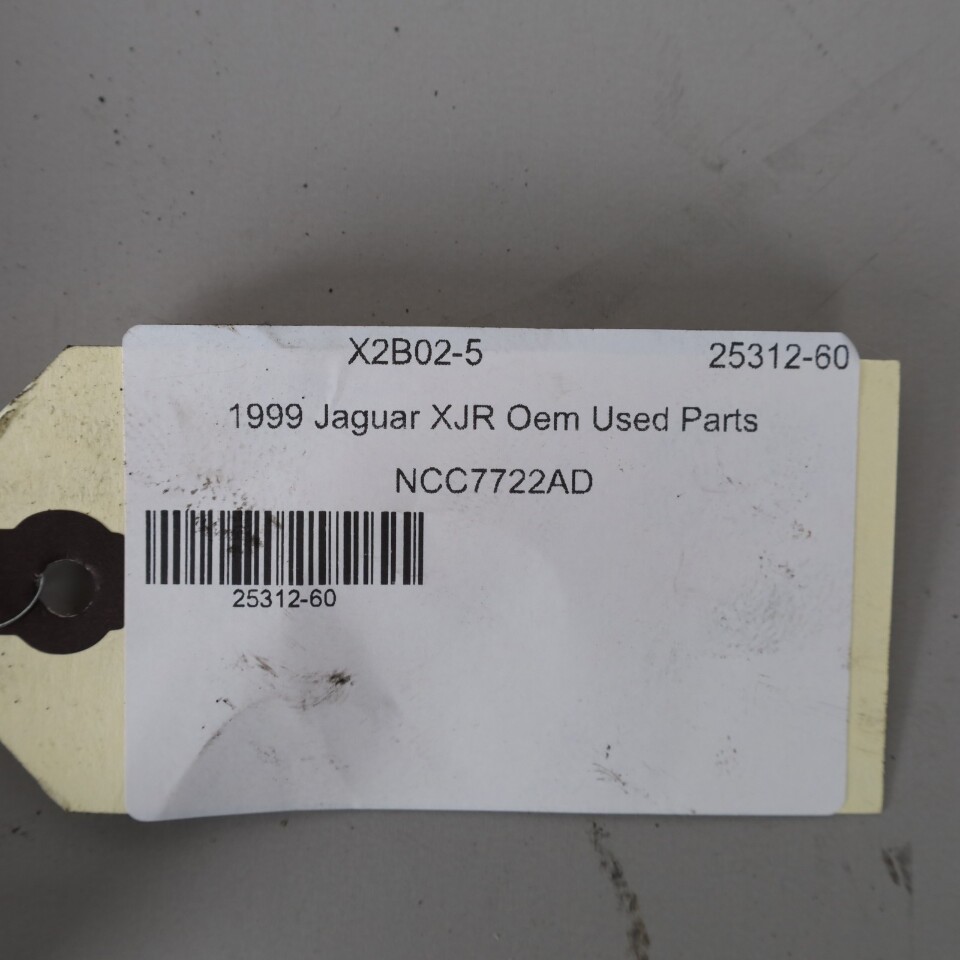 X2B02-5 25312-60
1999 Jaguar XJR Oem Used Parts
NCC7722AD
25312-60